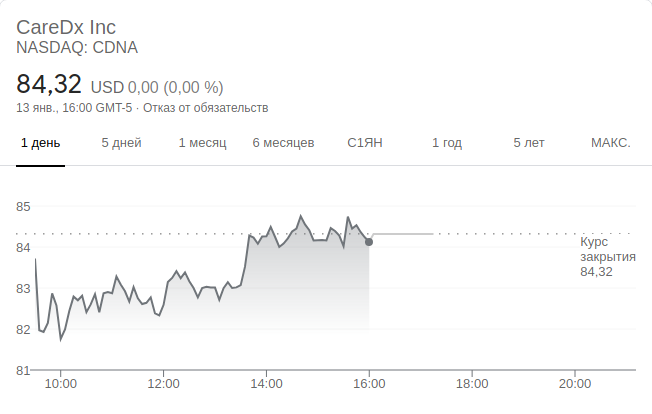 CareDx Inc
NASDAQ: CDNA
84,32 USD 0,00 (0,00 %)
13 янв., 16:00 GMT-5 · Отказ от обязательств
1 день 5 дней 1 месяц 6 месяцев С1ЯН 1 год 5 лет МАКС.
85
84
83
82
81
Курс
закрытия
84,32
10:00 12:00 14:00 16:00 18:00 20:00